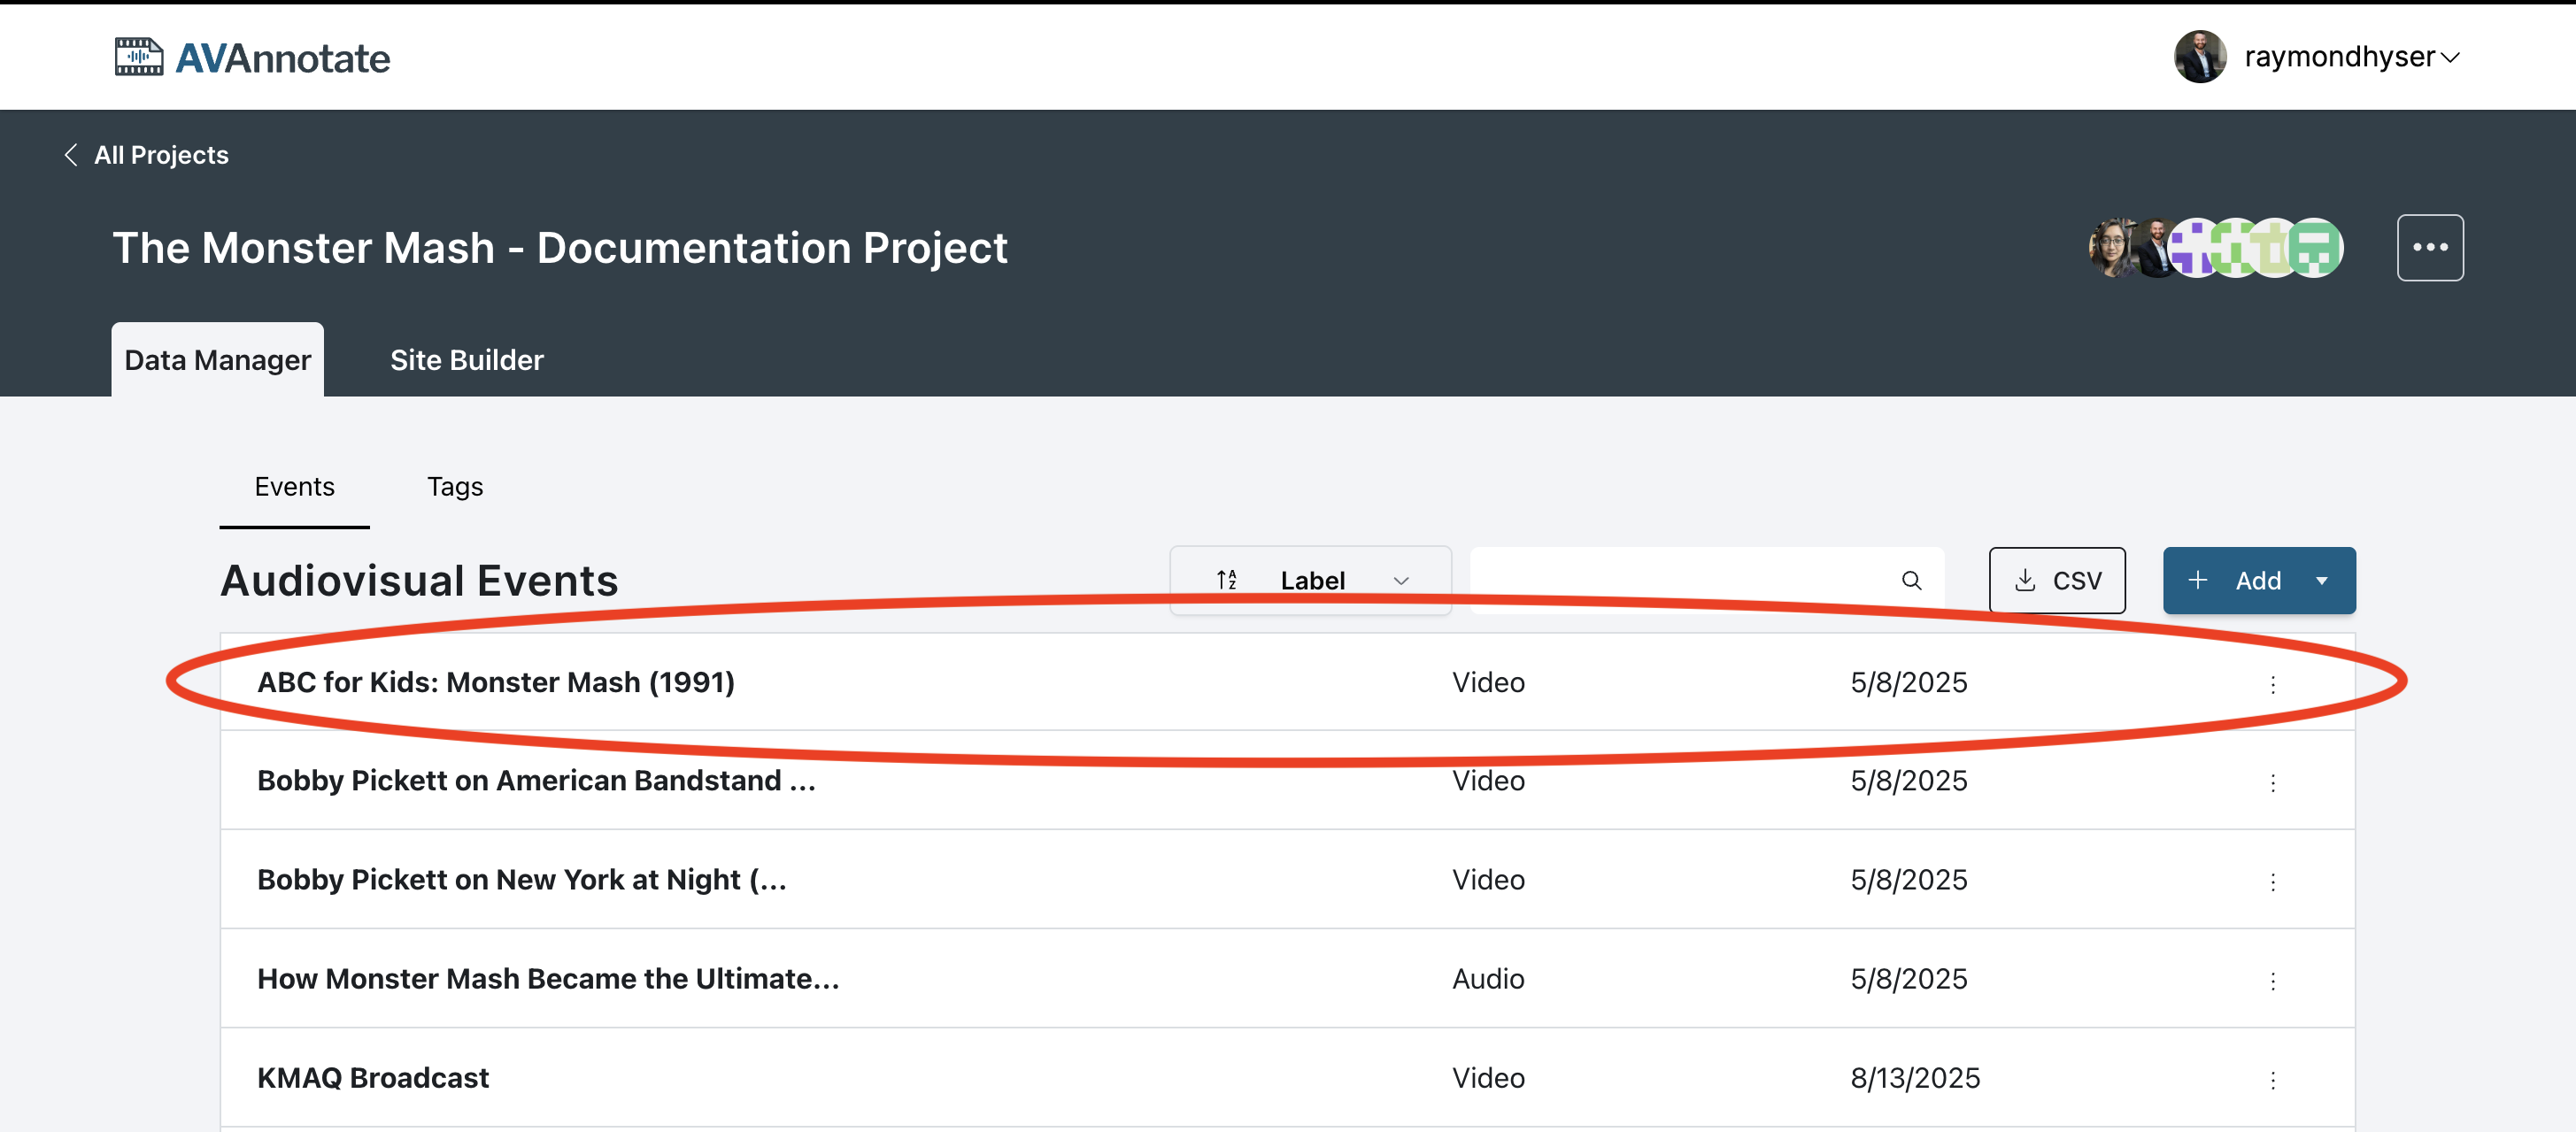 AVAnnotate
raymondhyser
All Projects
The Monster Mash - Documentation Project
Data Manager
Site Builder
Events
Tags
Audiovisual Events
Label
CSV
Add
ABC for Kids: Monster Mash (1991) Video 5/8/2025
Bobby Pickett on American Bandstand ... Video 5/8/2025
Bobby Pickett on New York at Night (... Video 5/8/2025
How Monster Mash Became the Ultimate... Audio 5/8/2025
KMAQ Broadcast Video 8/13/2025